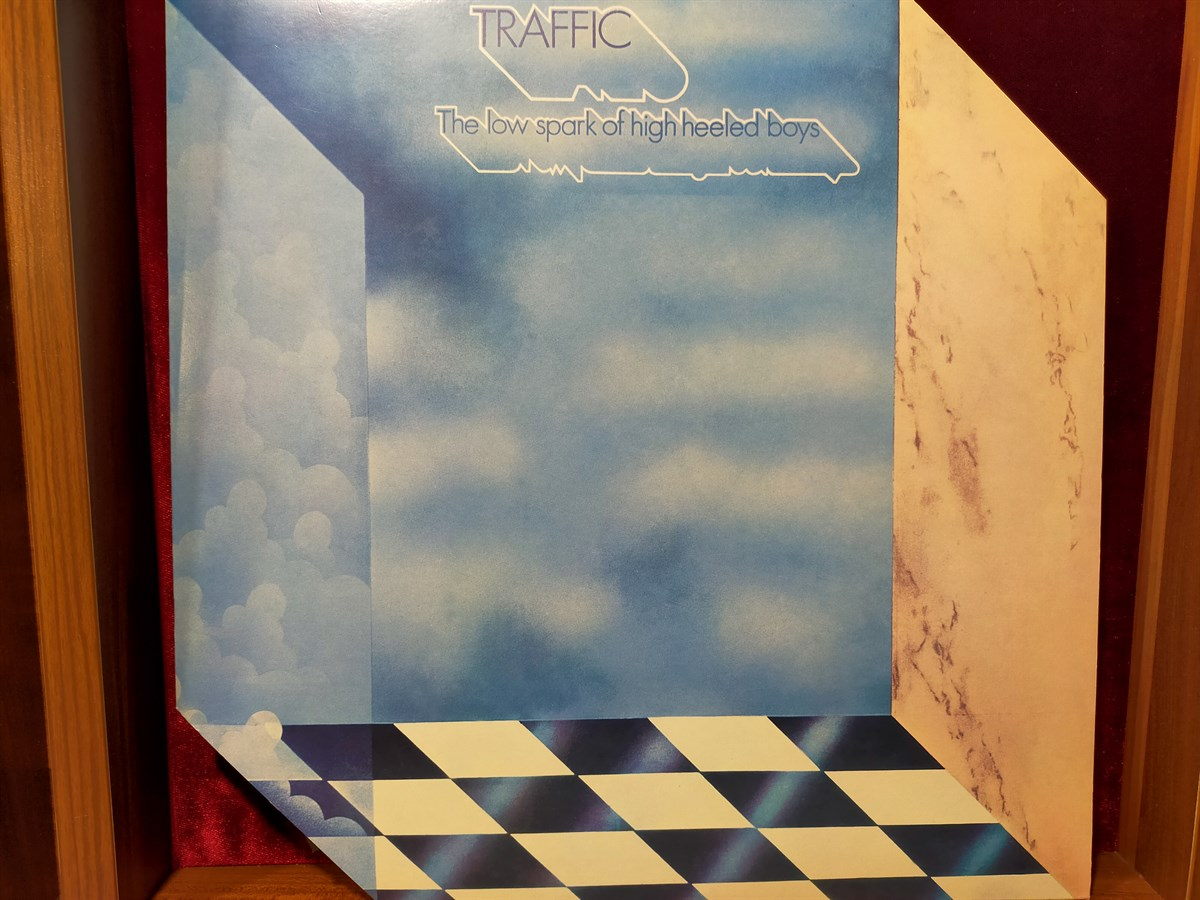 TRAFFIC
The low spark of high heeled boys